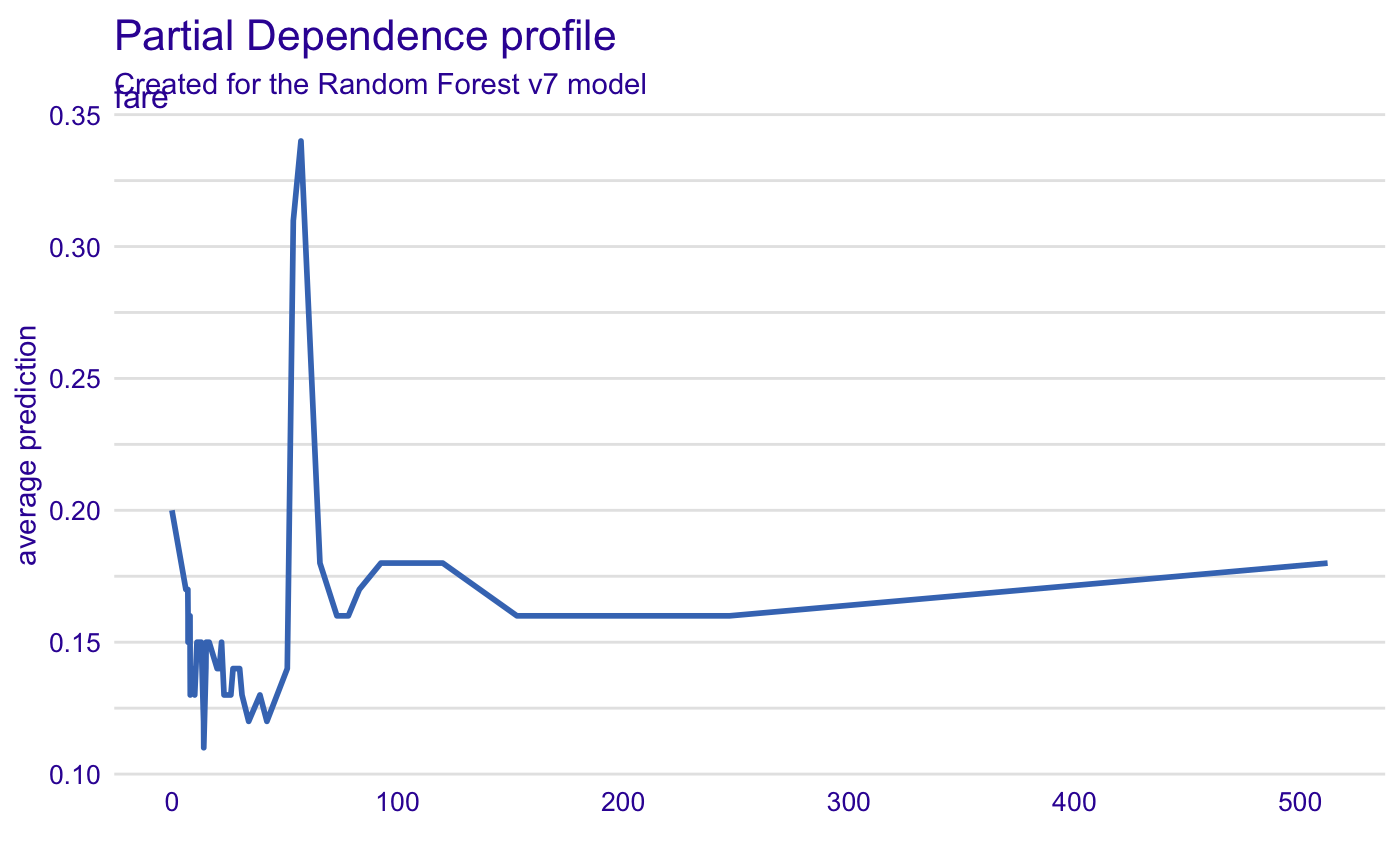 Partial Dependence profile
Created for the Random Forest v7 model
fare
0.35
0.30
0.25
0.20
0.15
0.10
average prediction
0 100 200 300 400 500